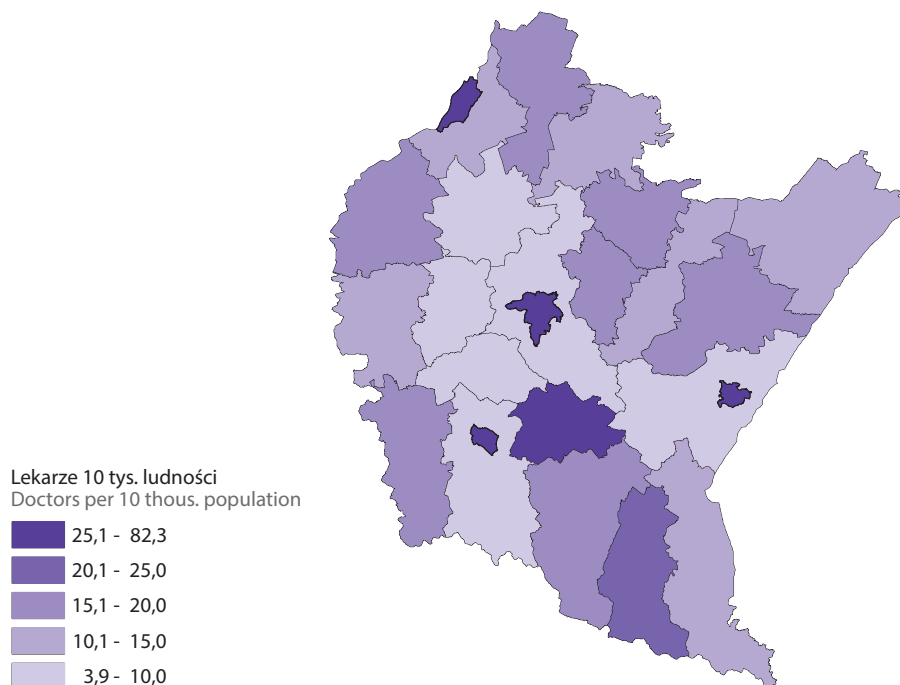 Lekarze 10 tys. ludności
Doctors per 10 thous. population
25,1 - 82,3
20,1 - 25,0
15,1 - 20,0
10,1 - 15,0
3,9 - 10,0